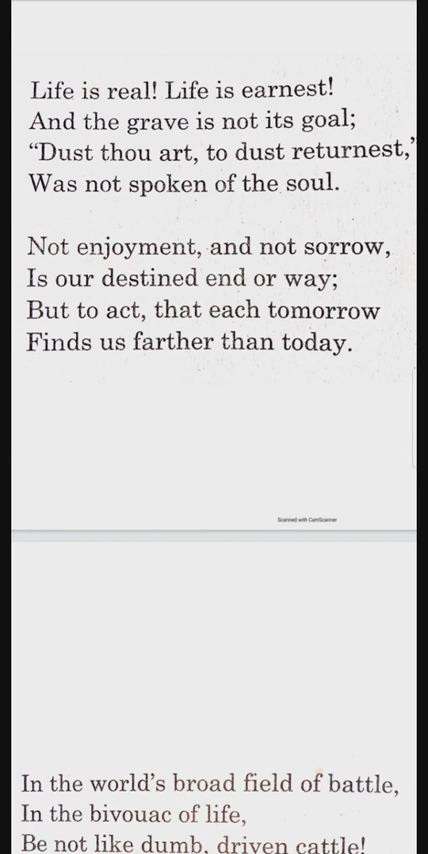 Life is real! Life is earnest!
And the grave is not its goal;
“Dust thou art, to dust returnest,”
Was not spoken of the soul.
Not enjoyment, and not sorrow,
Is our destined end or way;
But to act, that each tomorrow
Finds us farther than today.
Scanned with CamScanner
In the world’s broad field of battle,
In the bivouac of life,
Be not like dumb, driven cattle!